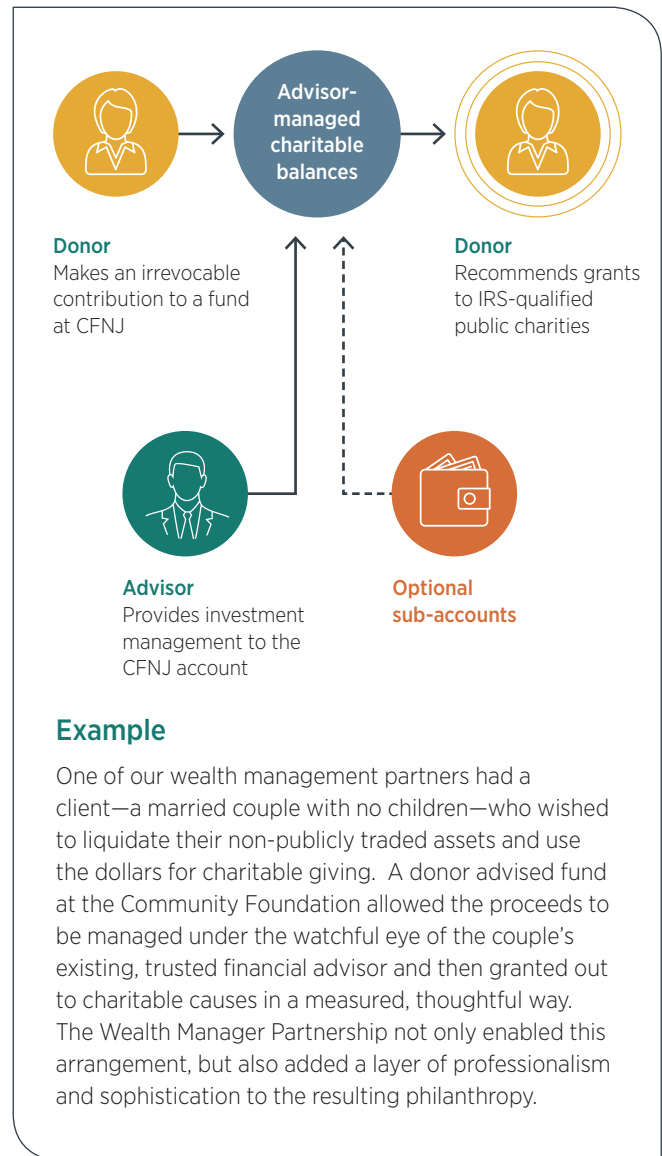 Advisor-
managed
charitable
balances
Donor
Makes an irrevocable
contribution to a fund
at CFNJ
Donor
Recommends grants
to IRS-qualified
public charities
Advisor
Provides investment
management to the
CFNJ account
Optional
sub-accounts
Example
One of our wealth management partners had a
client—a married couple with no children—who wished
to liquidate their non-publicly traded assets and use
the dollars for charitable giving.  A donor advised fund
at the Community Foundation allowed the proceeds to
be managed under the watchful eye of the couple’s
existing, trusted financial advisor and then granted out
to charitable causes in a measured, thoughtful way.
The Wealth Manager Partnership not only enabled this
arrangement, but also added a layer of professionalism
and sophistication to the resulting philanthropy.